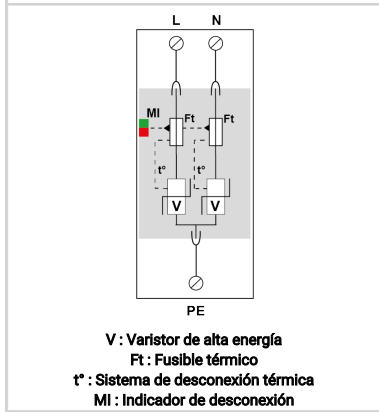 L N
MI Ft Ft
t° t°
V V
PE
V : Varistor de alta energía
Ft : Fusible térmico
t° : Sistema de desconexión térmica
MI : Indicador de desconexión